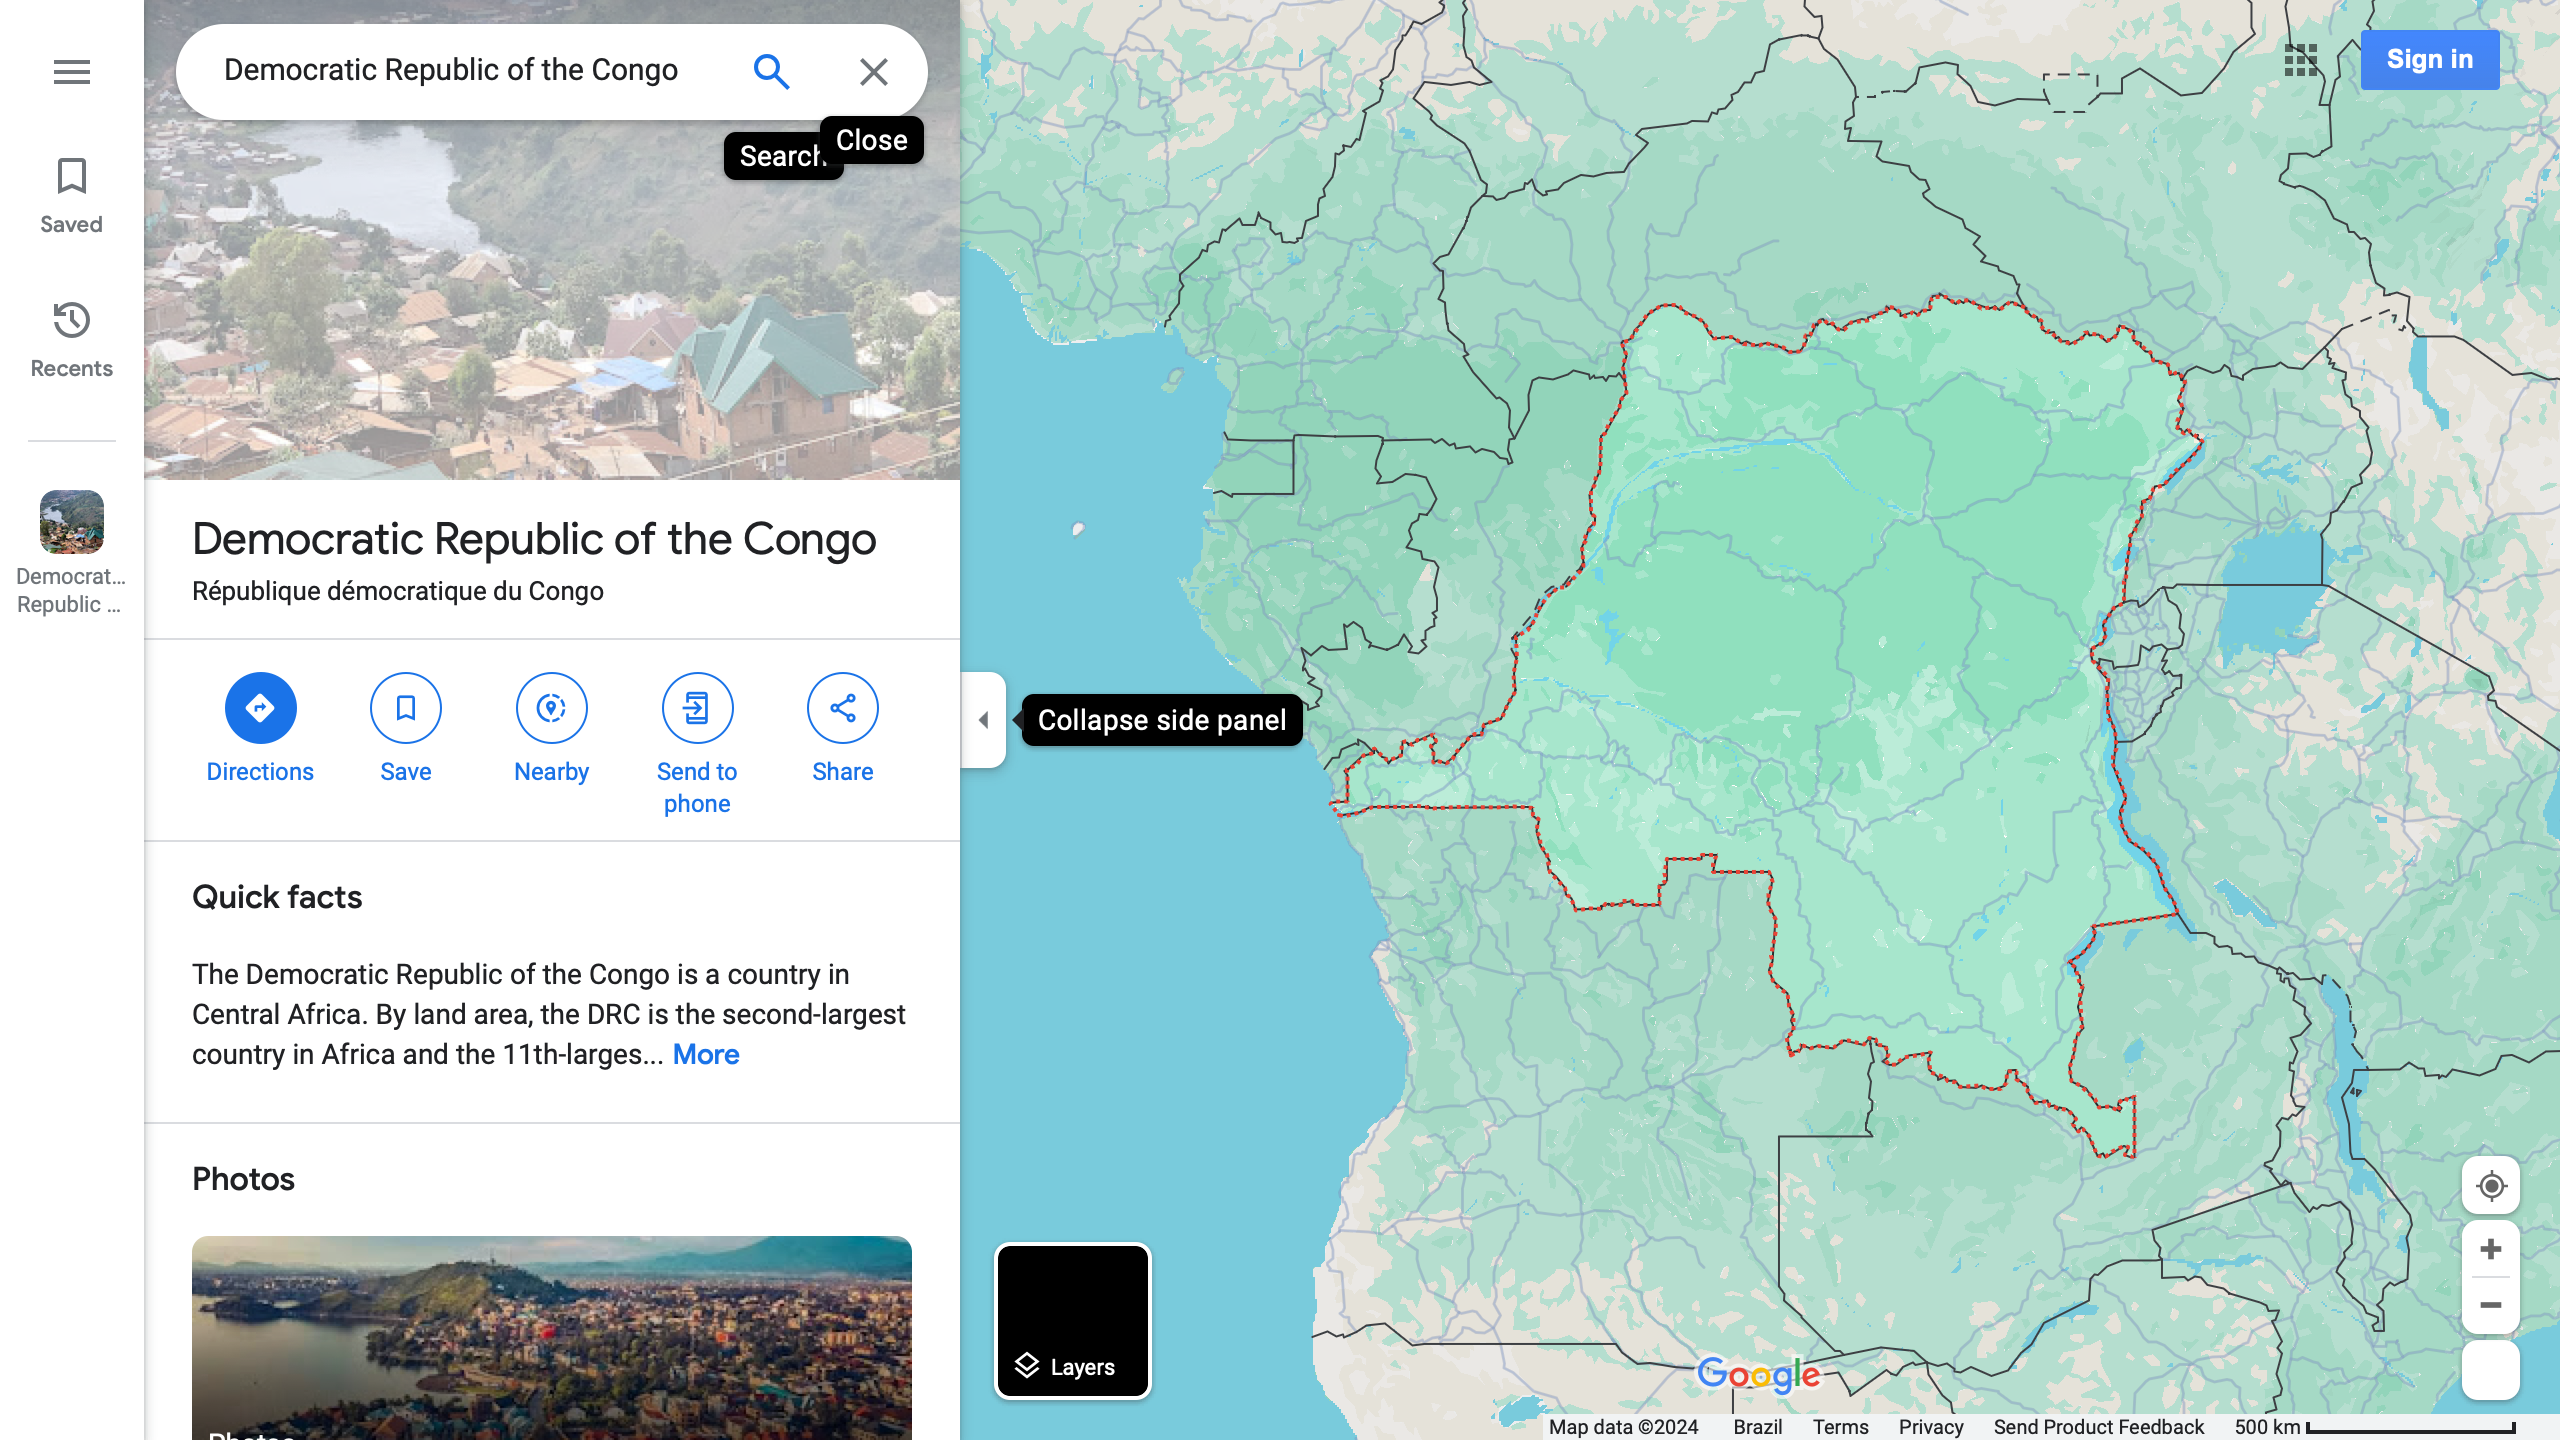 Democratic Republic of the Congo
Sign in
Search
Close
Saved
Recents
Democrat...
Republic ...
Democratic Republic of the Congo
République démocratique du Congo
Directions
Save
Nearby
Send to
phone
Share
Collapse side panel
Quick facts
The Democratic Republic of the Congo is a country in
Central Africa. By land area, the DRC is the second-largest
country in Africa and the 11th-larges... More
Photos
Photos
Layers
Google
Map data ©2024 Brazil Terms Privacy Send Product Feedback 500 km